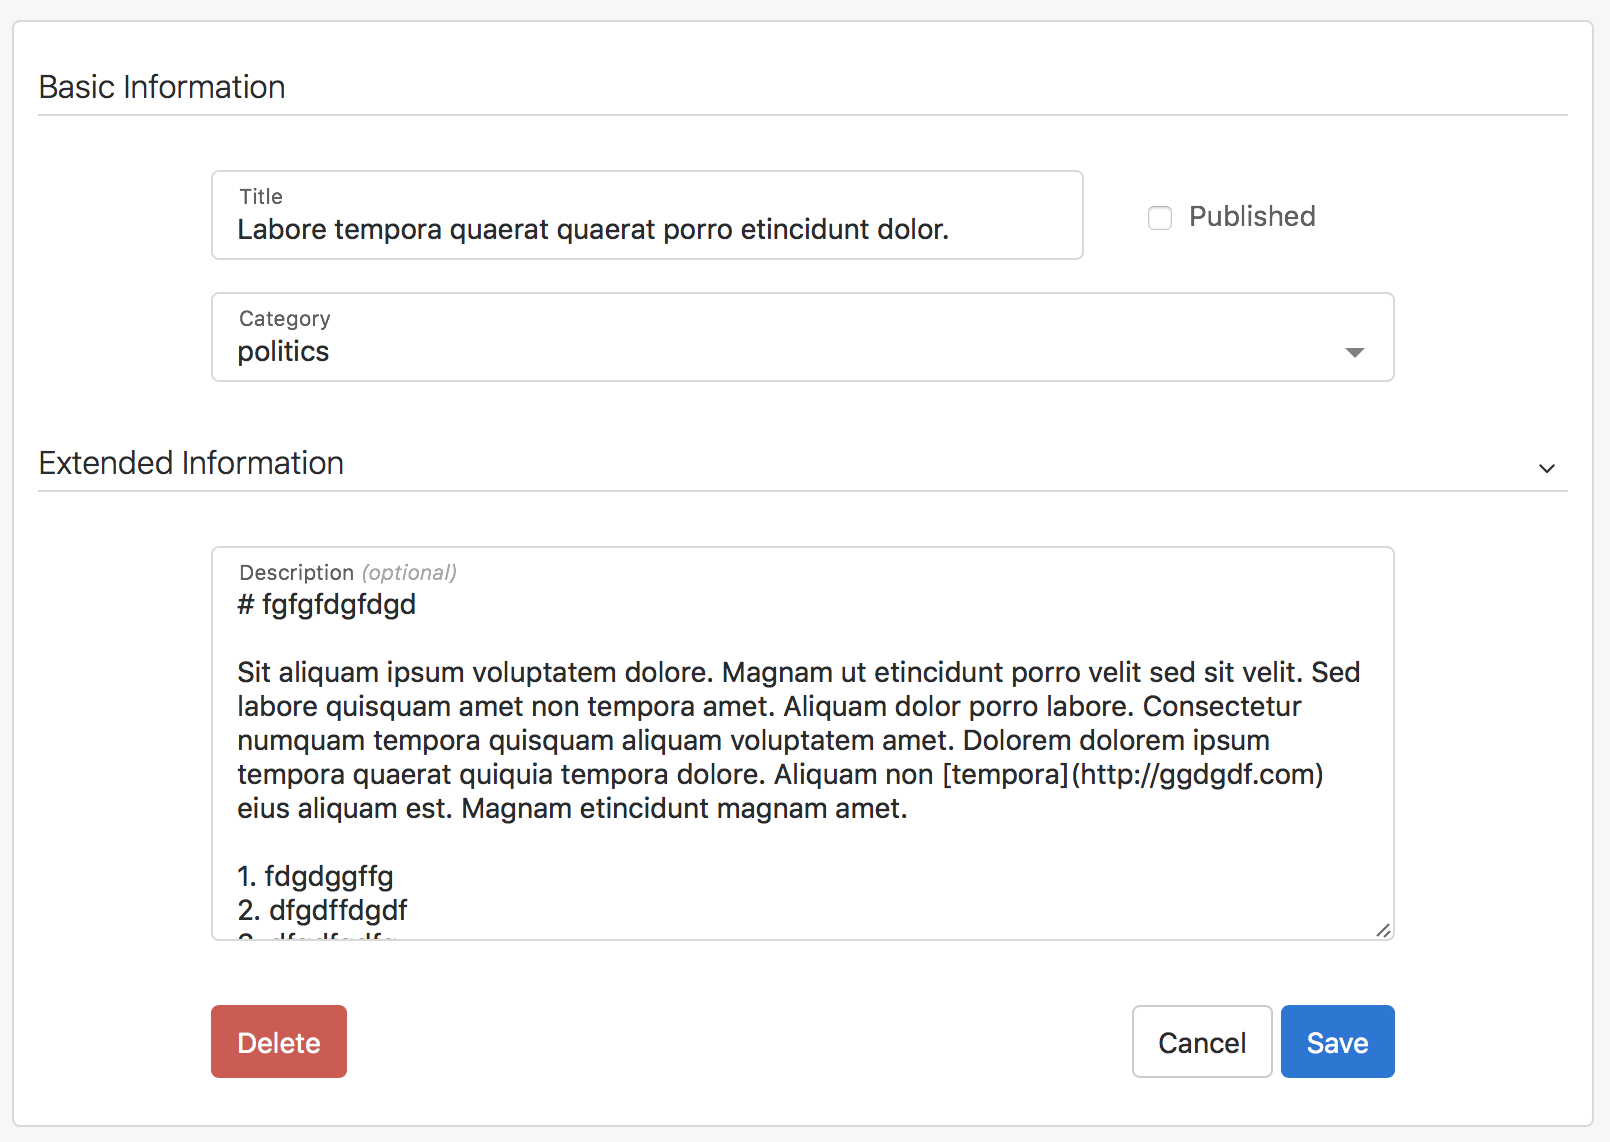 Basic Information
Title
Labore tempora quaerat quaerat porro etincidunt dolor.
Published
Category
politics
Extended Information
Description (optional)
# fgfgfdgfdgd
Sit aliquam ipsum voluptatem dolore. Magnam ut etincidunt porro velit sed sit velit. Sed
labore quisquam amet non tempora amet. Aliquam dolor porro labore. Consectetur
numquam tempora quisquam aliquam voluptatem amet. Dolorem dolorem ipsum
tempora quaerat quiquia tempora dolore. Aliquam non [tempora](http://ggdgdf.com)
eius aliquam est. Magnam etincidunt magnam amet.
1. fdgdggffg
2. dfgdffdgdf
Delete
Cancel
Save